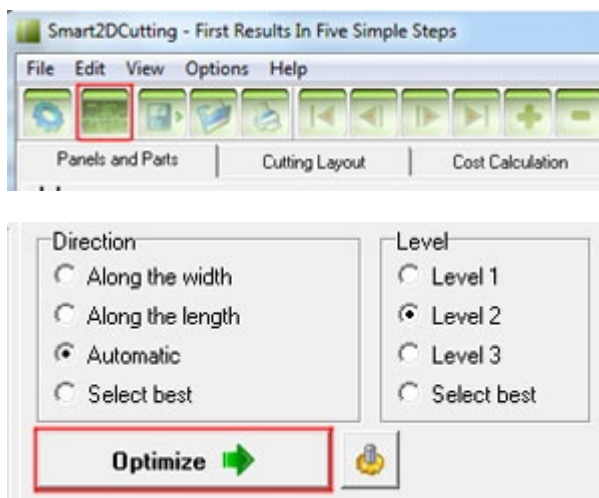 Smart2DCutting - First Results In Five Simple Steps
File Edit View Options Help
Panels and Parts Cutting Layout Cost Calculation
Direction Level
Along the width Level 1
Along the length Level 2
Automatic Level 3
Select best Select best
Optimize